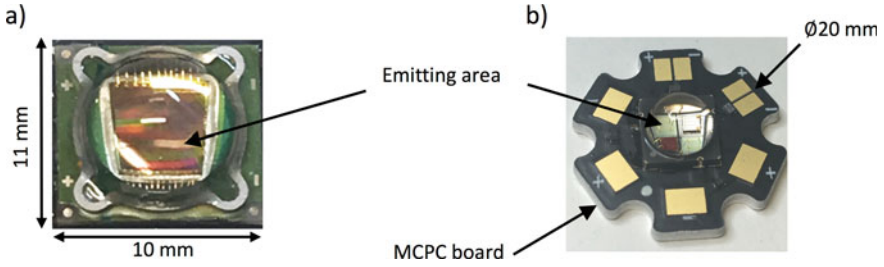 a)
b)
Ø20 mm
Emitting area
11 mm
10 mm
MCPC board